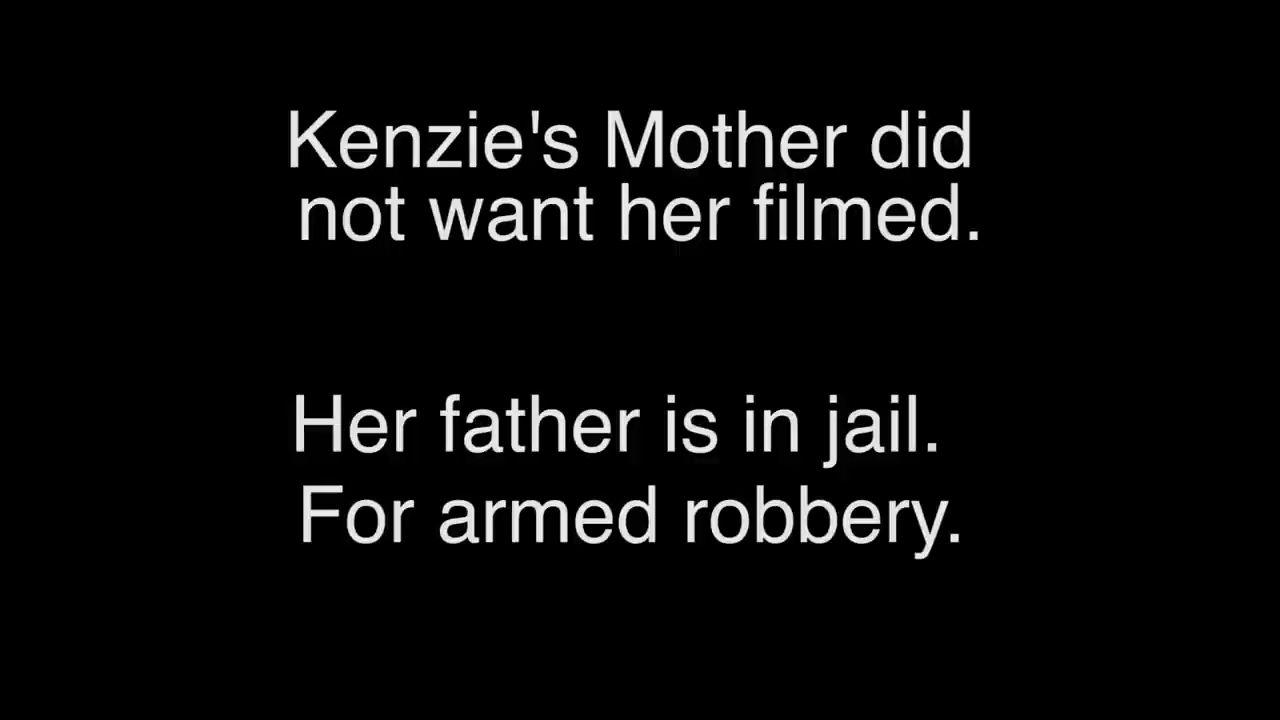 Kenzie's Mother did
not want her filmed.
Her father is in jail.
For armed robbery.